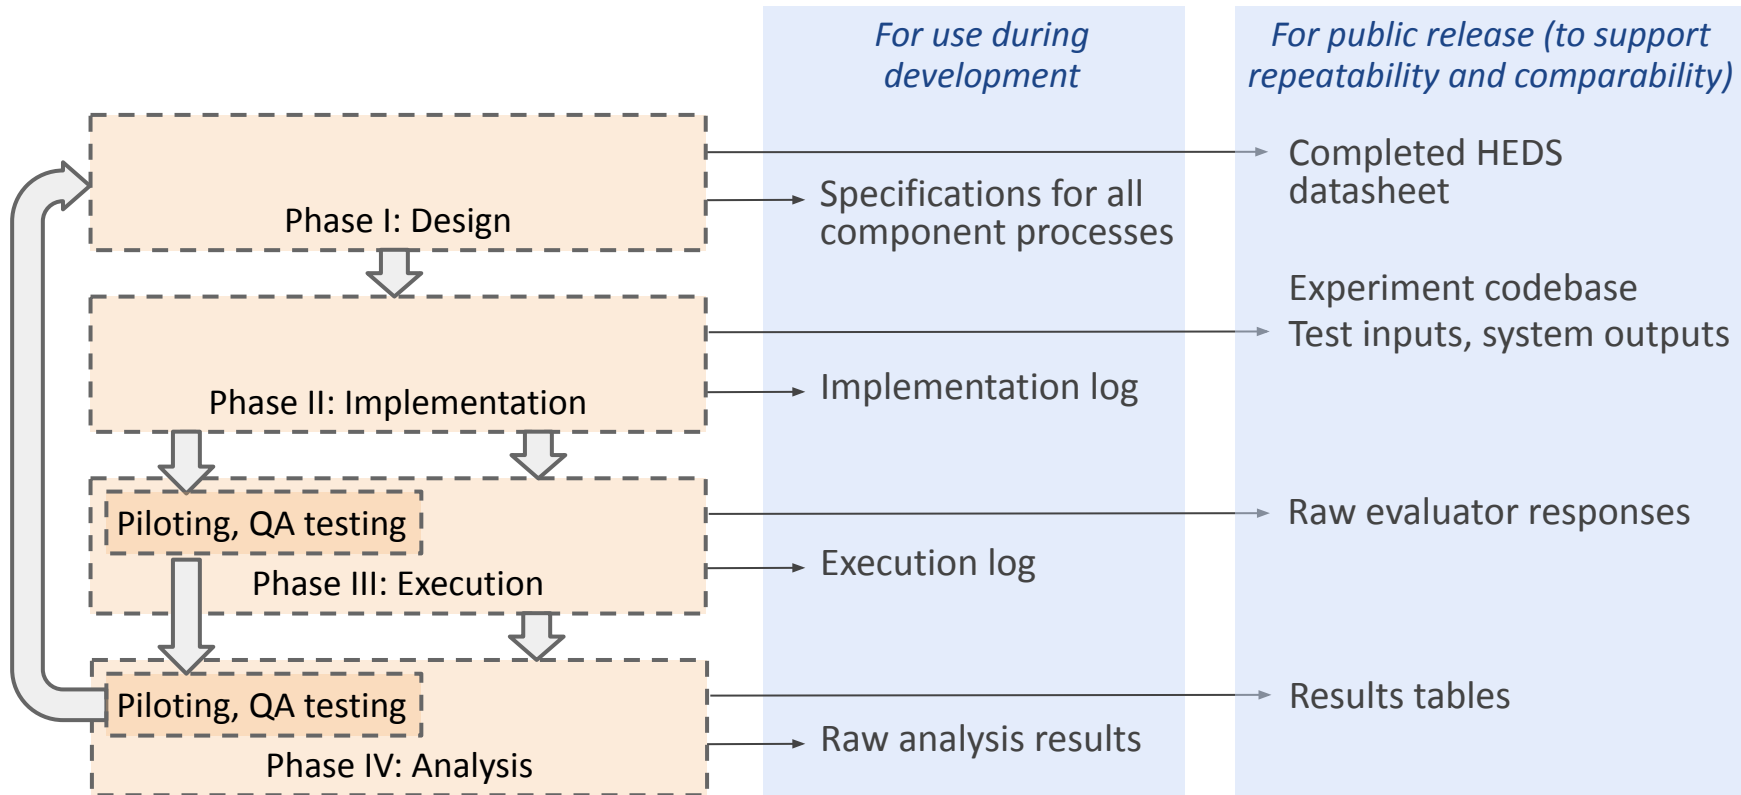 For use during
development
For public release (to support
repeatability and comparability)
Phase I: Design
Specifications for all
component processes
Completed HEDS
datasheet
Phase II: Implementation
Implementation log
Experiment codebase
Test inputs, system outputs
Piloting, QA testing
Phase III: Execution
Execution log
Raw evaluator responses
Piloting, QA testing
Phase IV: Analysis
Raw analysis results
Results tables